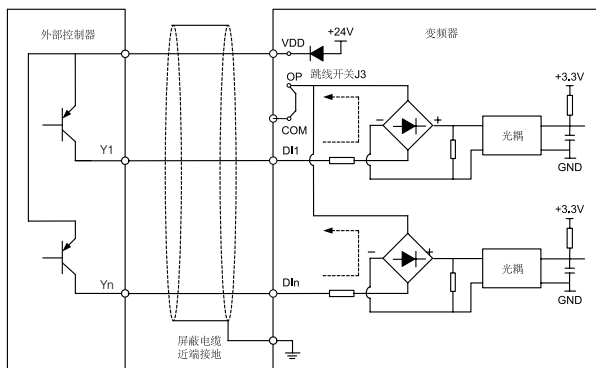 外部控制器
变频器
+24V
VDD
跳线开关J3
OP
COM
+3.3V
光耦
GND
Y1
DI1
+
−
+3.3V
光耦
GND
Yn
DIn
+
−
屏蔽电缆
近端接地